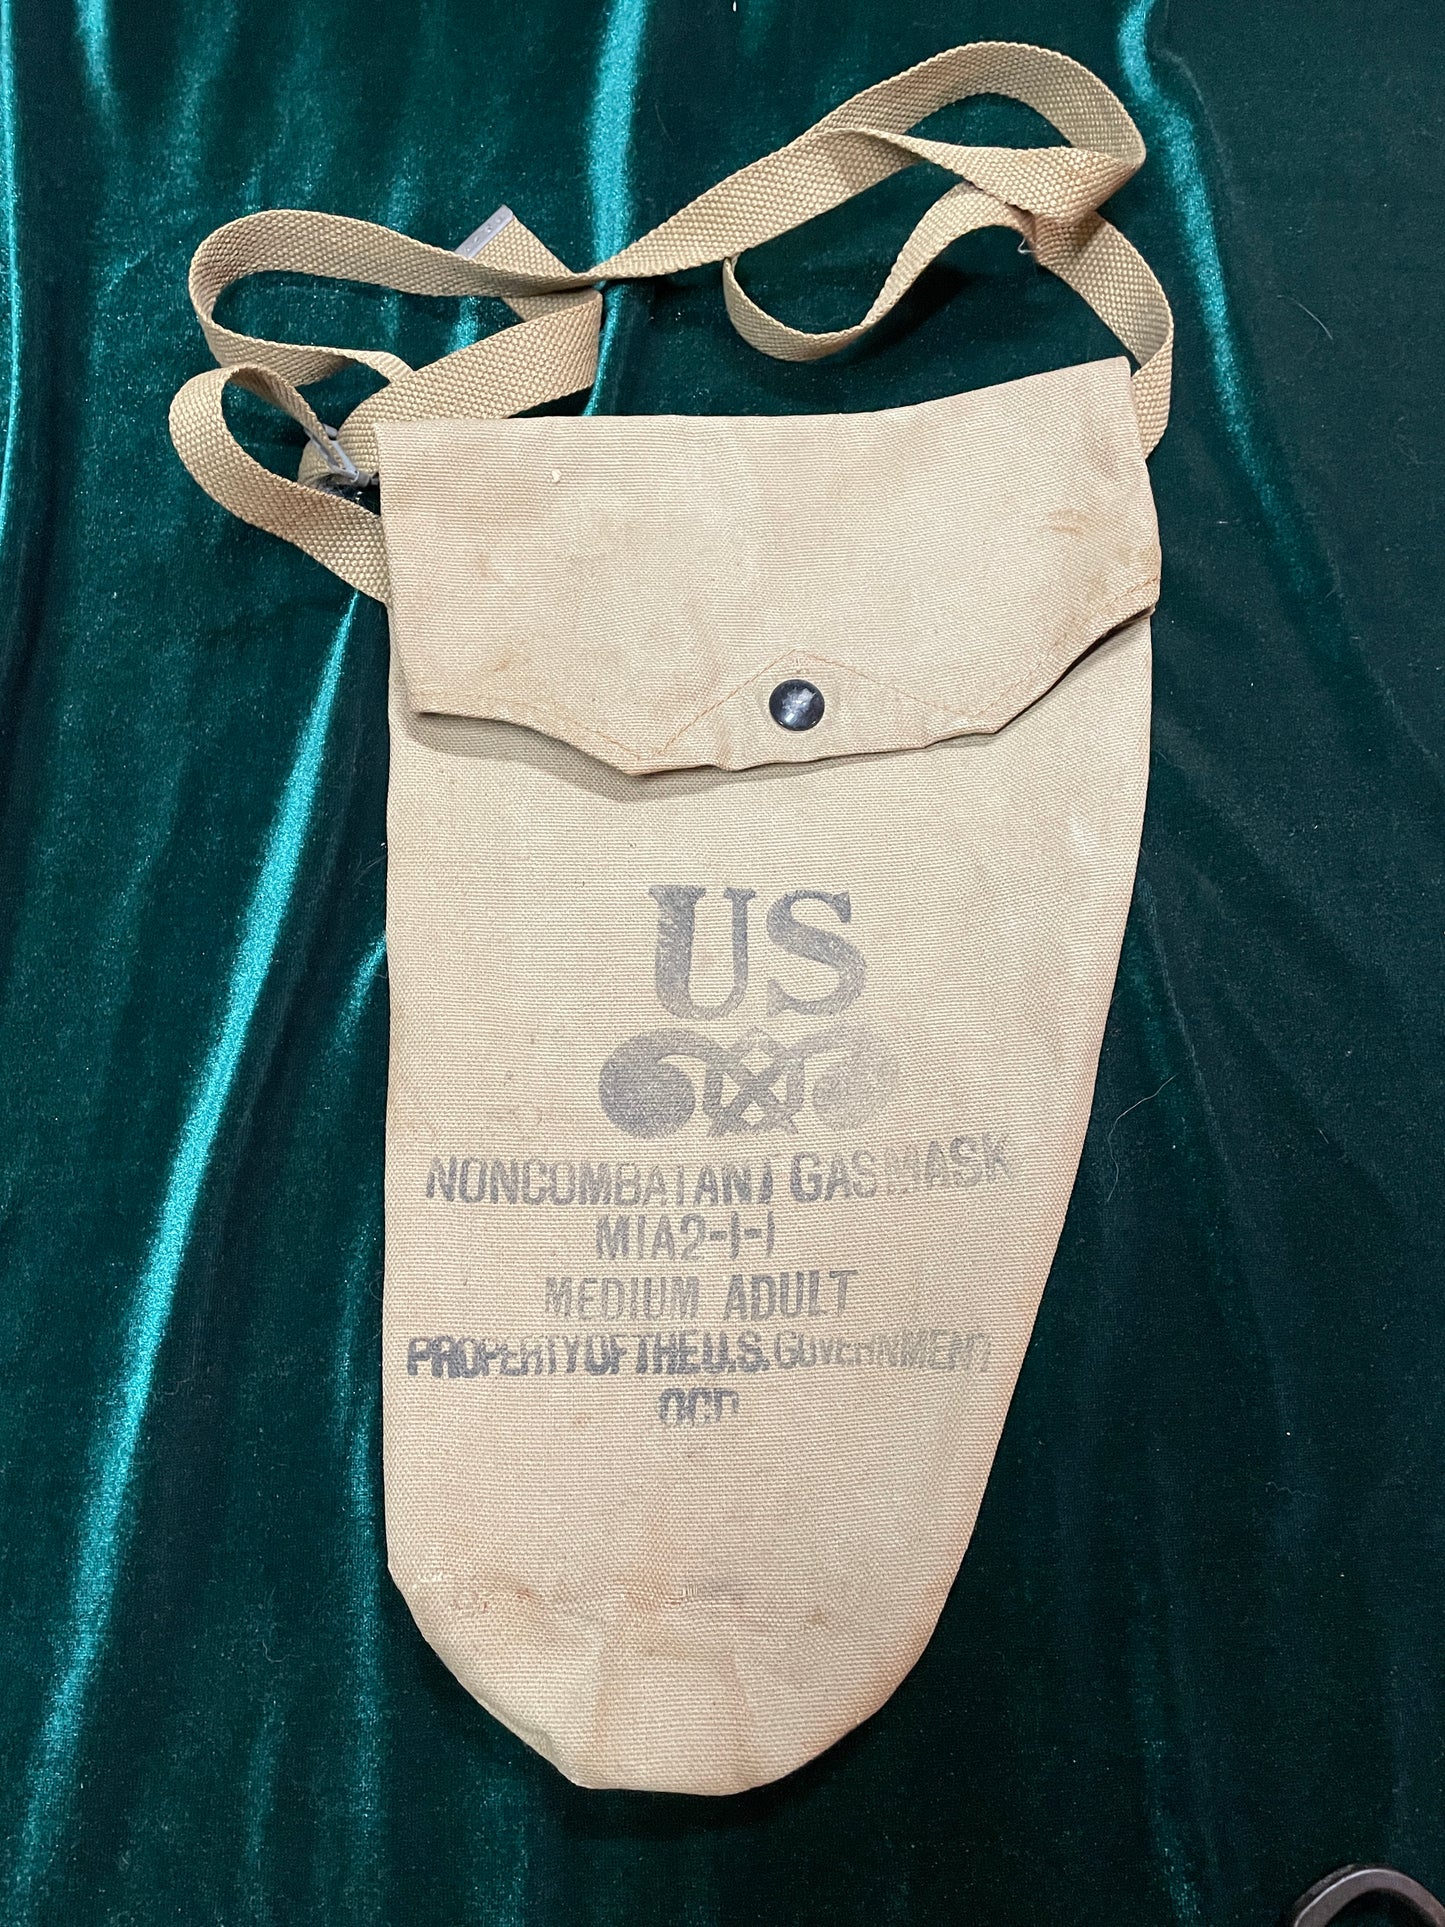 US
NONCOMBATANT GAS MASK
M1A2-1-1
MEDIUM ADULT
PROPERTY OF THE U.S. GOVERNMENT
OCD